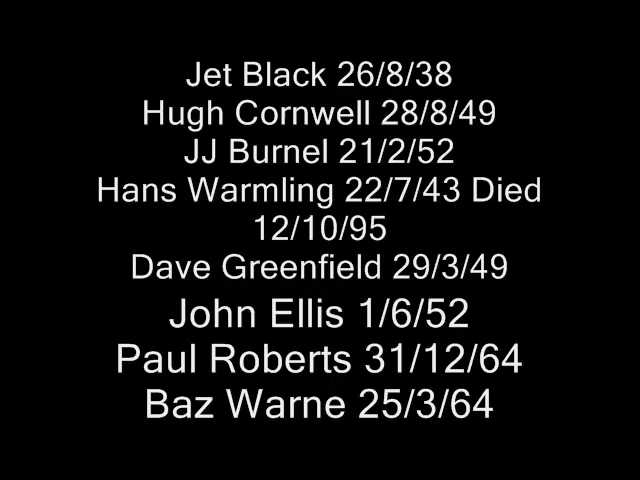 Jet Black 26/8/38
Hugh Cornwell 28/8/49
JJ Burnel 21/2/52
Hans Warmling 22/7/43 Died
12/10/95
Dave Greenfield 29/3/49
John Ellis 1/6/52
Paul Roberts 31/12/64
Baz Warne 25/3/64